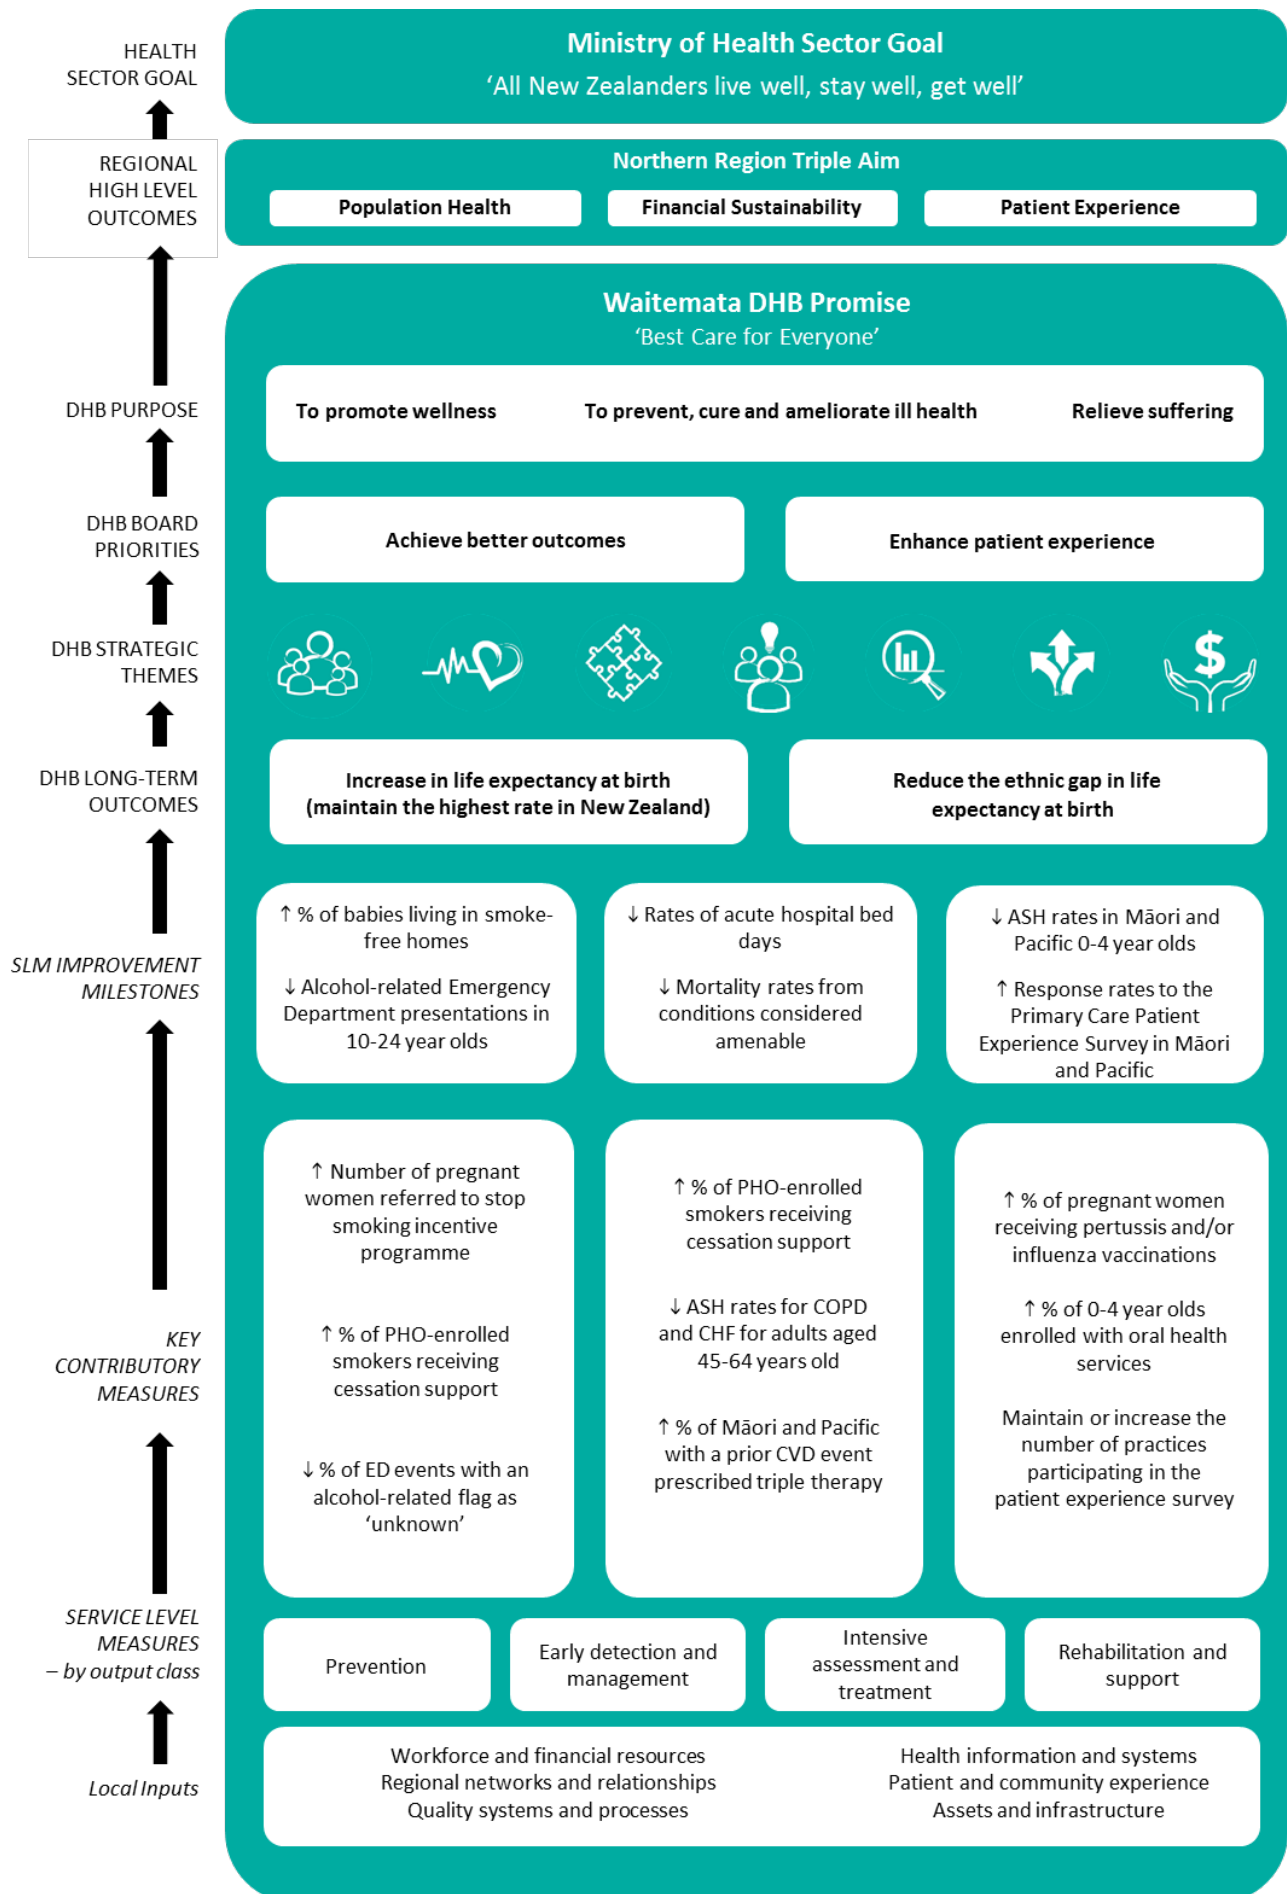 HEALTH
SECTOR GOAL
Ministry of Health Sector Goal
‘All New Zealanders live well, stay well, get well’
REGIONAL
HIGH LEVEL
OUTCOMES
Northern Region Triple Aim
Population Health
Financial Sustainability
Patient Experience
Waitemata DHB Promise
‘Best Care for Everyone’
DHB PURPOSE
To promote wellness
To prevent, cure and ameliorate ill health
Relieve suffering
DHB BOARD
PRIORITIES
Achieve better outcomes
Enhance patient experience
DHB STRATEGIC
THEMES
$
DHB LONG-TERM
OUTCOMES
Increase in life expectancy at birth
(maintain the highest rate in New Zealand)
Reduce the ethnic gap in life
expectancy at birth
SLM IMPROVEMENT
MILESTONES
↑ % of babies living in smoke-
free homes
↓ Alcohol-related Emergency
Department presentations in
10-24 year olds
↓ Rates of acute hospital bed
days
↓ Mortality rates from
conditions considered
amenable
↓ ASH rates in Māori and
Pacific 0-4 year olds
↑ Response rates to the
Primary Care Patient
Experience Survey in Māori
and Pacific
KEY
CONTRIBUTORY
MEASURES
↑ Number of pregnant
women referred to stop
smoking incentive
programme
↑ % of PHO-enrolled
smokers receiving
cessation support
↓ % of ED events with an
alcohol-related flag as
‘unknown’
↑ % of PHO-enrolled
smokers receiving
cessation support
↓ ASH rates for COPD
and CHF for adults aged
45-64 years old
↑ % of Māori and Pacific
with a prior CVD event
prescribed triple therapy
↑ % of pregnant women
receiving pertussis and/or
influenza vaccinations
↑ % of 0-4 year olds
enrolled with oral health
services
Maintain or increase the
number of practices
participating in the
patient experience survey
SERVICE LEVEL
MEASURES
– by output class
Prevention
Early detection and
management
Intensive
assessment and
treatment
Rehabilitation and
support
Local Inputs
Workforce and financial resources
Regional networks and relationships
Quality systems and processes
Health information and systems
Patient and community experience
Assets and infrastructure